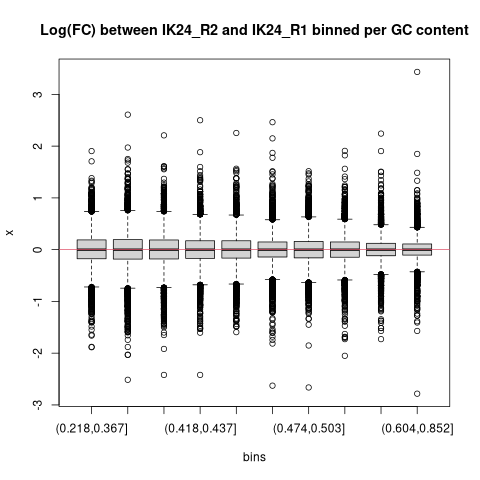 Log(FC) between IK24_R2 and IK24_R1 binned per GC content
3
2
1
0
-1
-2
-3
x
(0.218,0.367] (0.418,0.437] (0.474,0.503] (0.604,0.852]
bins